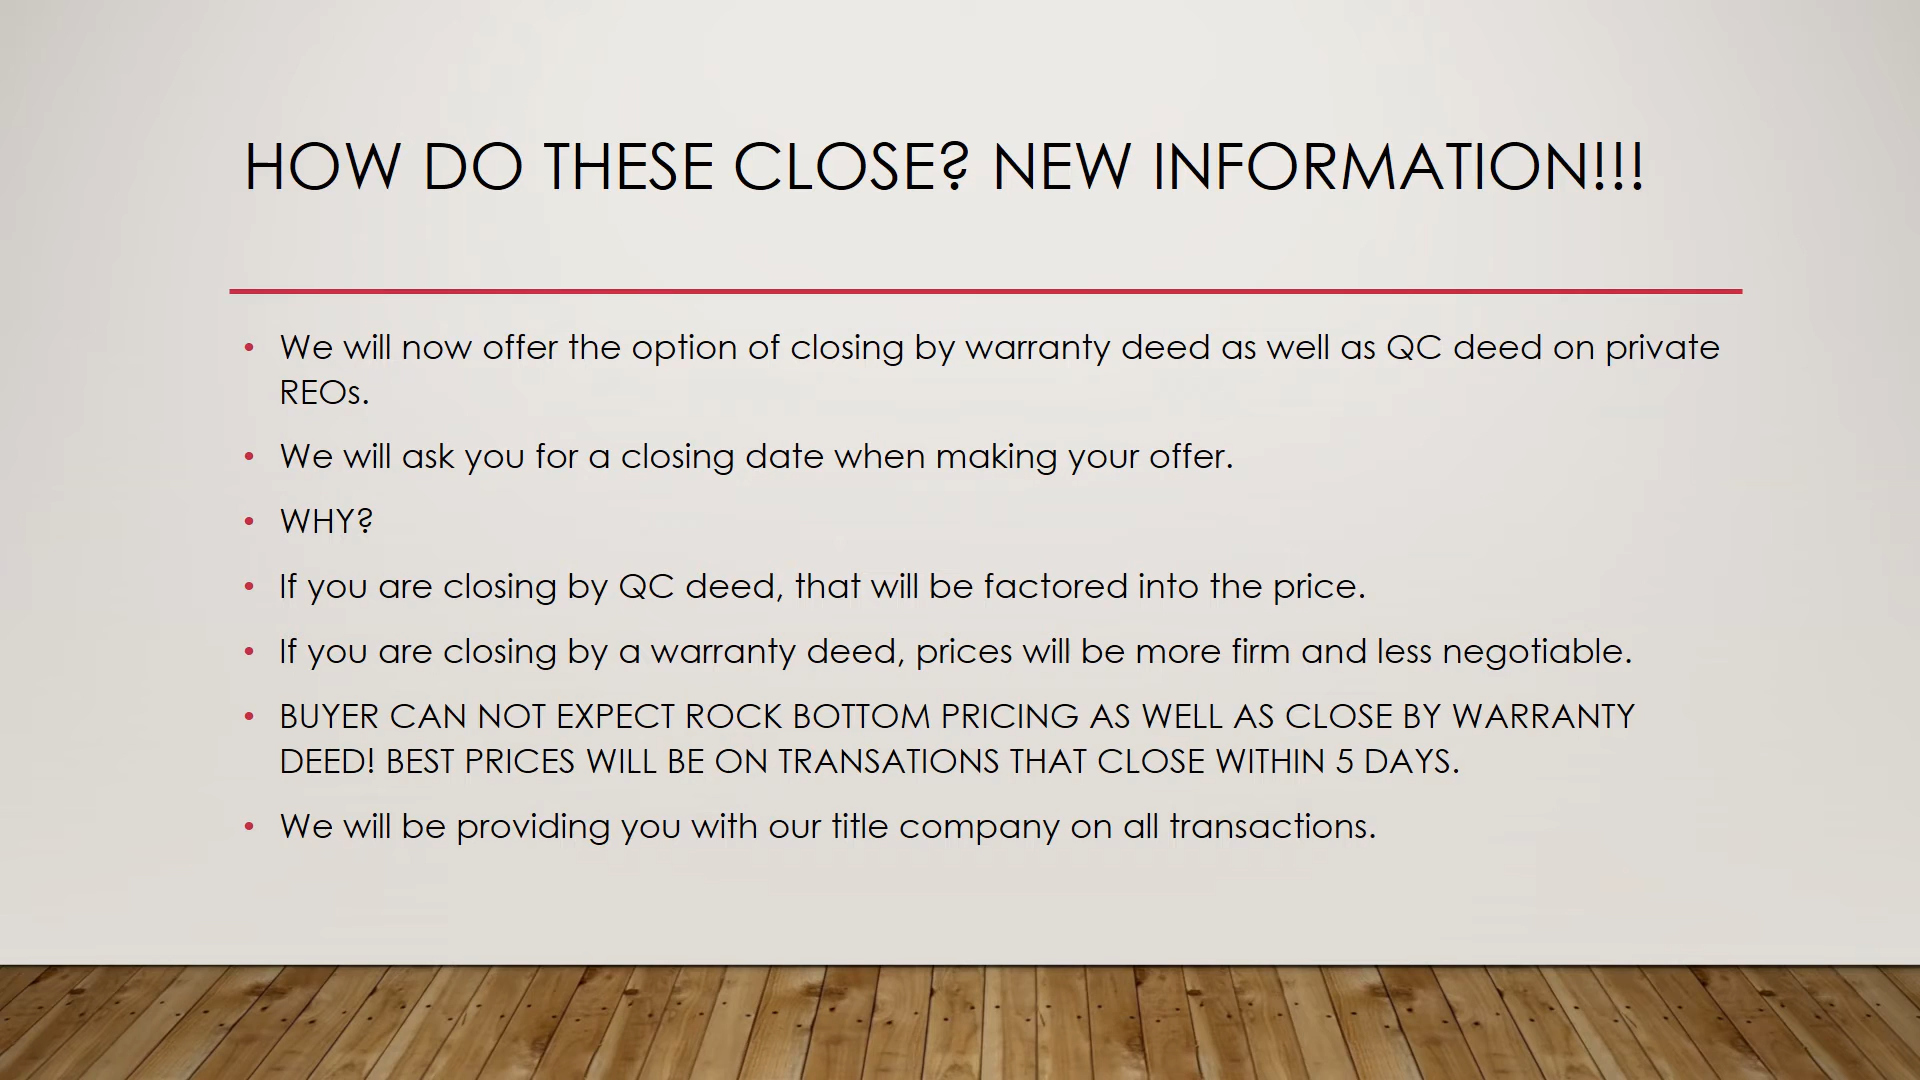 HOW DO THESE CLOSE? NEW INFORMATION!!!
• We will now offer the option of closing by warranty deed as well as QC deed on private
REOs.
• We will ask you for a closing date when making your offer.
• WHY?
• If you are closing by QC deed, that will be factored into the price.
• If you are closing by a warranty deed, prices will be more firm and less negotiable.
• BUYER CAN NOT EXPECT ROCK BOTTOM PRICING AS WELL AS CLOSE BY WARRANTY
DEED! BEST PRICES WILL BE ON TRANSATIONS THAT CLOSE WITHIN 5 DAYS.
• We will be providing you with our title company on all transactions.